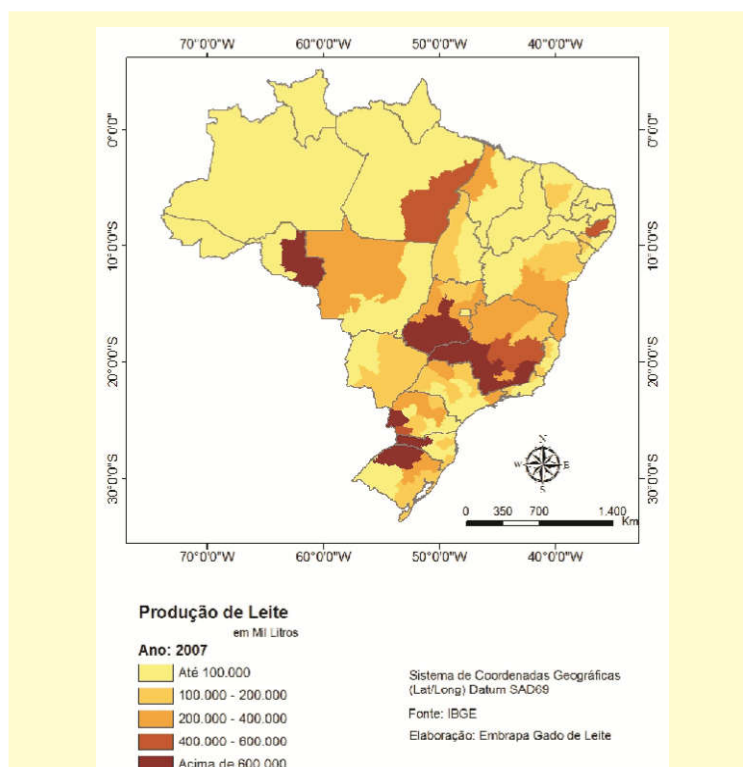 70°0'0"W 60°0'0"W 50°0'0"W 40°0'0"W
0°0'0" 0°0'0"
10°0'0"S 10°0'0"S
20°0'0"S 20°0'0"S
30°0'0"S 30°0'0"S
N
W E
S
0 350 700 1.400
Km
70°0'0"W 60°0'0"W 50°0'0"W 40°0'0"W
Produção de Leite
em Mil Litros
Ano: 2007
Até 100.000
100.000 - 200.000
200.000 - 400.000
400.000 - 600.000
Acima de 600.000
Sistema de Coordenadas Geográficas
(Lat/Long) Datum SAD69
Fonte: IBGE
Elaboração: Embrapa Gado de Leite